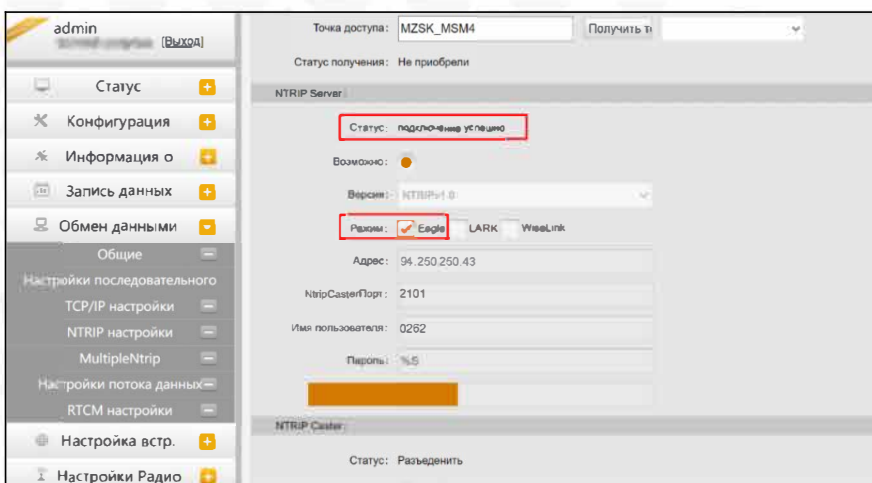 admin
[Выход]
Статус
Конфигурация
Информация о
Запись данных
Обмен данными
Общие
Настройки последовательного
TCP/IP настройки
NTRIP настройки
MultipleNtrip
Настройки потока данных
RTCM настройки
Настройка встр.
Настройки Радио
Точка доступа: MZSK_MSM4 Получить т
Статус получения: Не приобрели
NTRIP Server
Статус: подключение успешно
Возможно:
Версия: NTRIPv1.0
Режим: Eagle LARK WiseLink
Адрес: 94.250.250.43
NtripCasterПорт: 2101
Имя пользователя: 0262
Пароль:
NTRIP Caster
Статус: Разъеденить